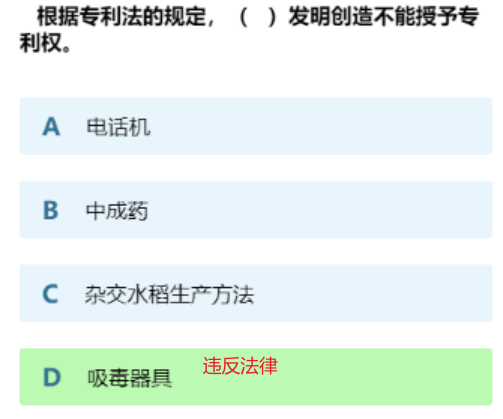 根据专利法的规定，（ ）发明创造不能授予专
利权。
A 电话机
B 中成药
C 杂交水稻生产方法
D 吸毒器具 违反法律